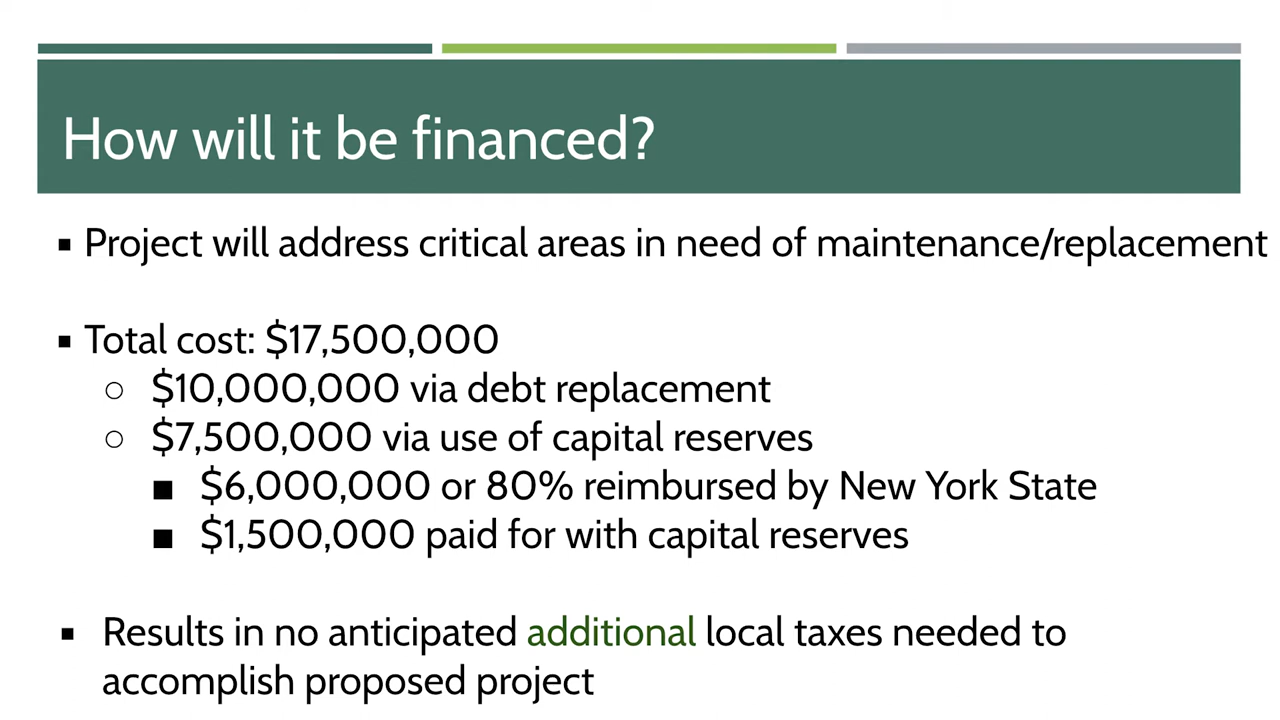 How will it be financed?
▪ Project will address critical areas in need of maintenance/replacement
▪ Total cost: $17,500,000
○ $10,000,000 via debt replacement
○ $7,500,000 via use of capital reserves
■ $6,000,000 or 80% reimbursed by New York State
■ $1,500,000 paid for with capital reserves
▪ Results in no anticipated additional local taxes needed to
accomplish proposed project